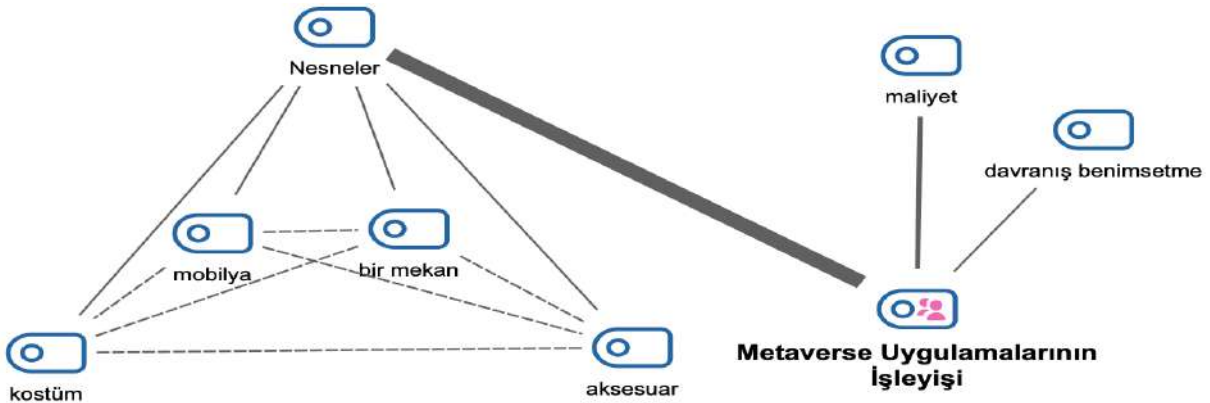 Nesneler
maliyet
davranış benimsetme
mobilya
bir mekan
Metaverse Uygulamalarının
İşleyişi
kostüm
aksesuar